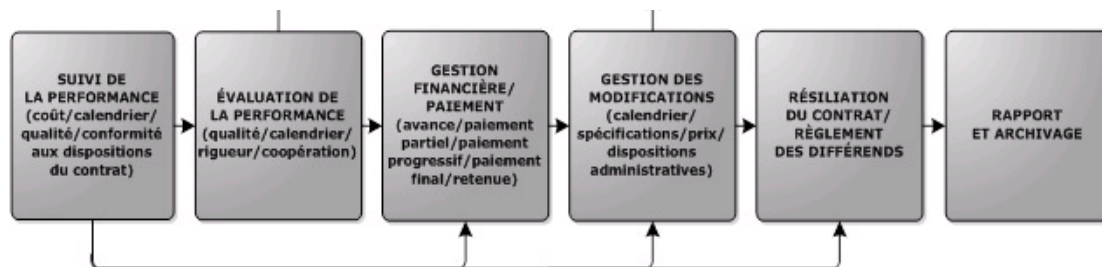 SUIVI DE
LA PERFORMANCE
(coût/calendrier/
qualité/conformité
aux dispositions
du contrat)
ÉVALUATION DE
LA PERFORMANCE
(qualité/calendrier/
rigueur/coopération)
GESTION
FINANCIÈRE/
PAIEMENT
(avance/paiement
partiel/paiement
progressif/paiement
final/retenue)
GESTION DES
MODIFICATIONS
(calendrier/
spécifications/prix/
dispositions
administratives)
RÉSILIATION
DU CONTRAT/
RÈGLEMENT
DES DIFFÉRENDS
RAPPORT
ET ARCHIVAGE